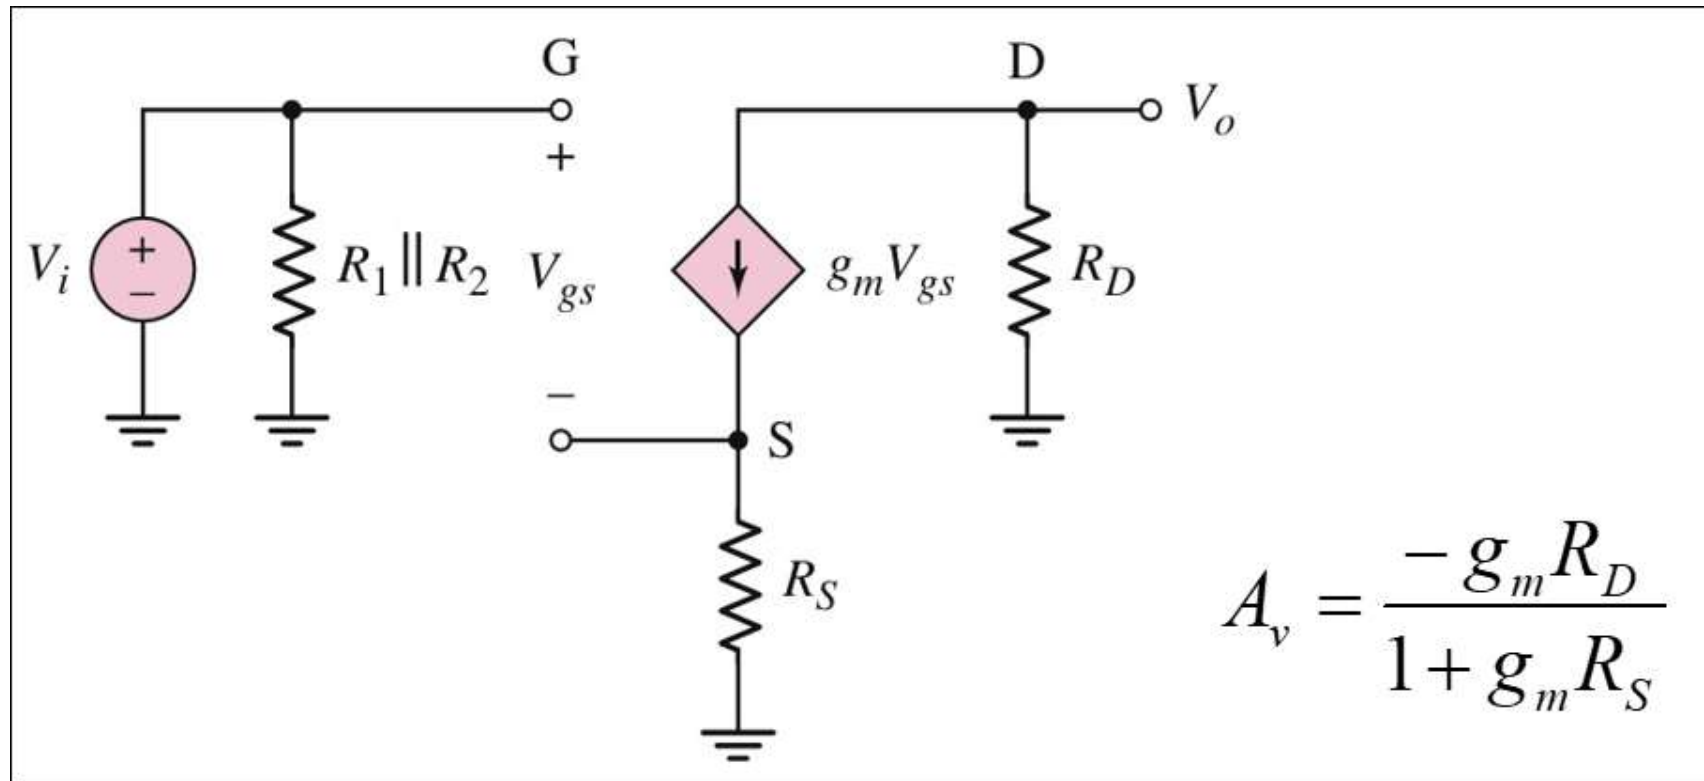 G
D
V_o
+
V_i
+
−
R_1 || R_2
V_gs
g_m V_gs
R_D
−
S
R_S
A_v = −g_m R_D / 1 + g_m R_S